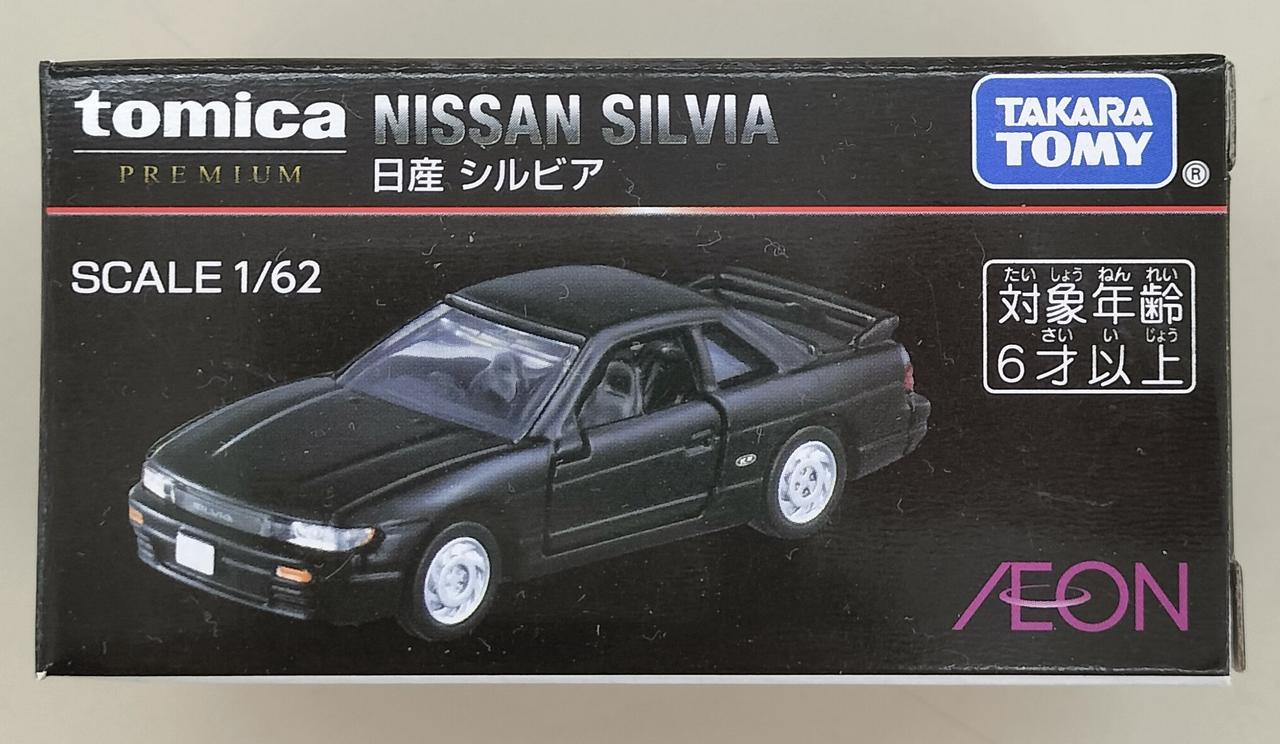 tomica
PREMIUM
NISSAN SILVIA
日産 シルビア
TAKARA
TOMY
®
SCALE 1/62
たい しょう ねん れい
対象年齢
さい い じょう
6才以上
SILVIA
K's
ÆON